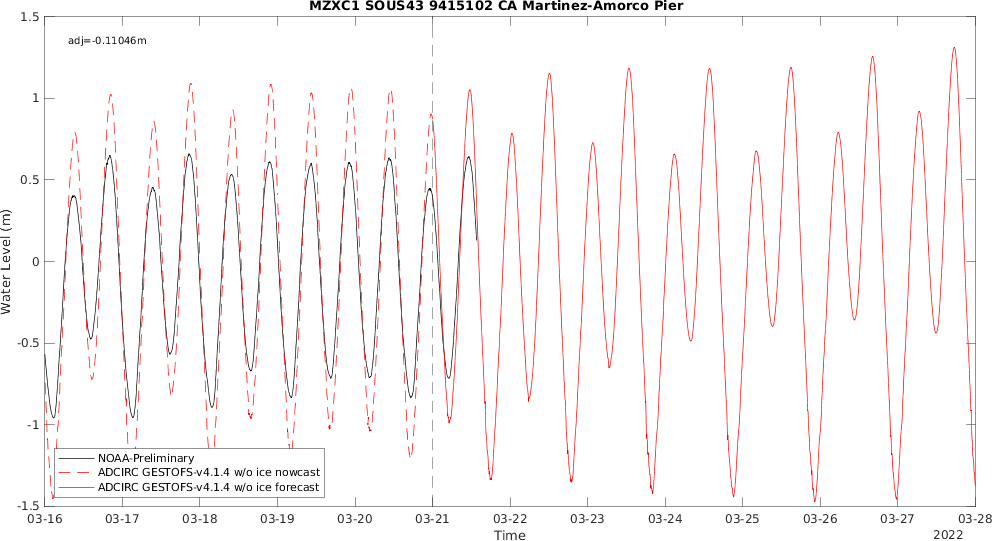 MZXC1 SOUS43 9415102 CA Martinez-Amorco Pier
adj=-0.11046m
1.5
1
0.5
0
-0.5
-1
-1.5
Water Level (m)
NOAA-Preliminary
ADCIRC GESTOFS-v4.1.4 w/o ice nowcast
ADCIRC GESTOFS-v4.1.4 w/o ice forecast
03-16 03-17 03-18 03-19 03-20 03-21 03-22 03-23 03-24 03-25 03-26 03-27 03-28
Time
2022